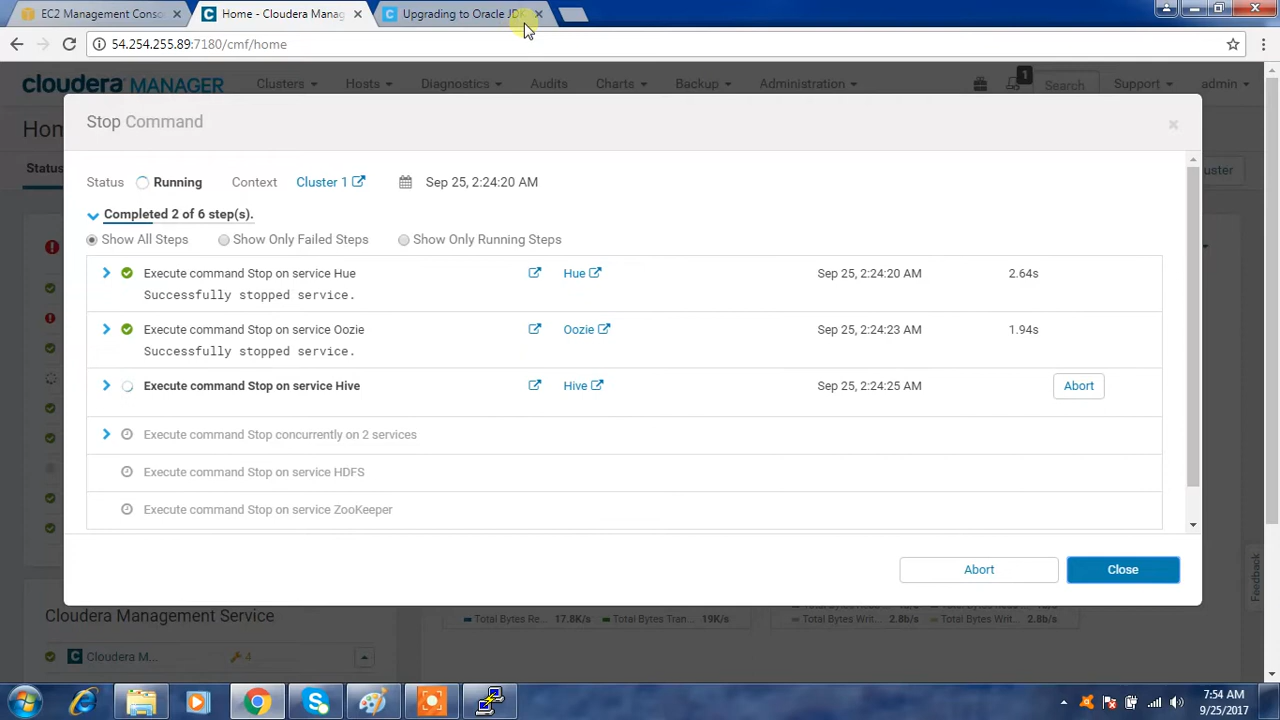 EC2 Management Conso
Home - Cloudera Manag
Upgrading to Oracle JDK
54.254.255.89:7180/cmf/home
cloudera MANAGER
Clusters
Hosts
Diagnostics
Audits
Charts
Backup
Administration
1
Search
Support
admin
Hom
Status
uster
Stop Command
Status
Running
Context
Cluster 1
Sep 25, 2:24:20 AM
Completed 2 of 6 step(s).
Show All Steps
Show Only Failed Steps
Show Only Running Steps
Execute command Stop on service Hue
Hue
Sep 25, 2:24:20 AM
2.64s
Successfully stopped service.
Execute command Stop on service Oozie
Oozie
Sep 25, 2:24:23 AM
1.94s
Successfully stopped service.
Execute command Stop on service Hive
Hive
Sep 25, 2:24:25 AM
Abort
Execute command Stop concurrently on 2 services
Execute command Stop on service HDFS
Execute command Stop on service ZooKeeper
Abort
Close
Feedback
Cloudera Management Service
Total Bytes Re...
17.8K/s
Total Bytes Tran...
19K/s
Total Bytes Writ...
2.8b/s
Total Bytes Writ...
2.8b/s
Cloudera M...
4
7:54 AM
9/25/2017